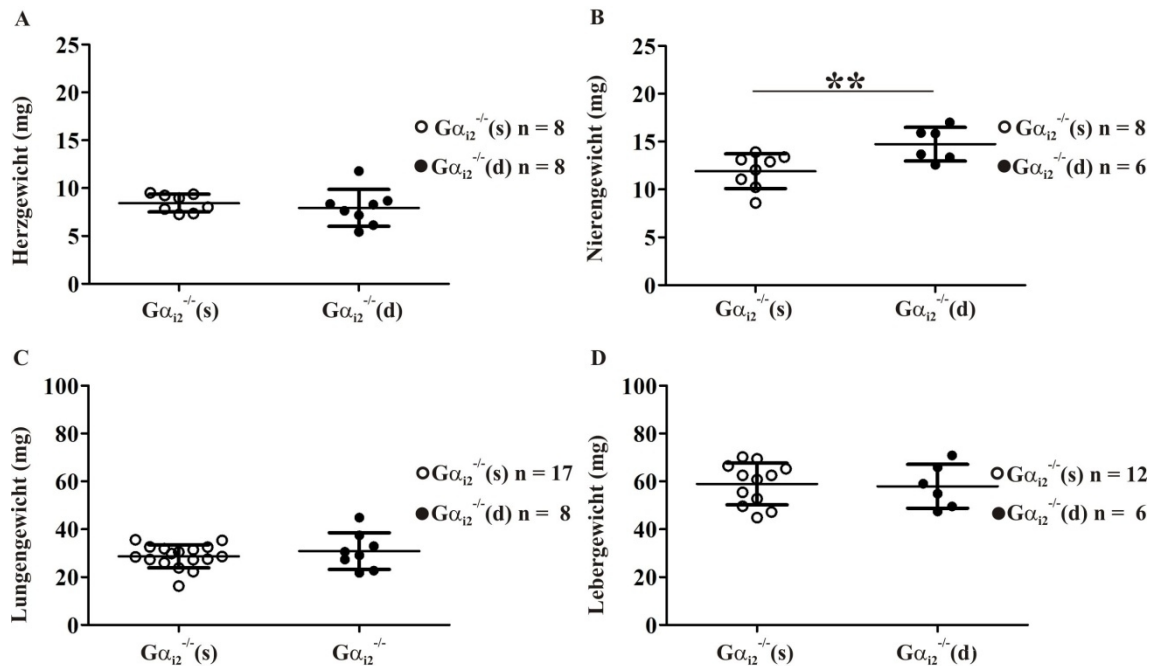 A
Herzgewicht (mg)
25
20
15
10
5
0
Gαi2-/-(s)
Gαi2-/-(d)
Gαi2-/-(s) n = 8
Gαi2-/-(d) n = 8
B
Nierengewicht (mg)
25
20
15
10
5
0
**
Gαi2-/-(s)
Gαi2-/-(d)
Gαi2-/-(s) n = 8
Gαi2-/-(d) n = 6
C
Lungengewicht (mg)
100
80
60
40
20
0
Gαi2-/-(s)
Gαi2-/-
Gαi2-/-(s) n = 17
Gαi2-/-(d) n = 8
D
Lebergewicht (mg)
100
80
60
40
20
0
Gαi2-/-(s)
Gαi2-/-(d)
Gαi2-/-(s) n = 12
Gαi2-/-(d) n = 6